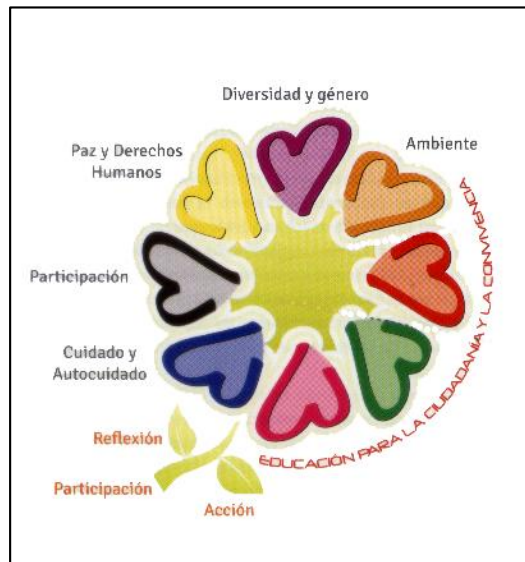 Diversidad y género
Paz y Derechos
Humanos
Ambiente
Participación
Cuidado y
Autocuidado
EDUCACIÓN PARA LA CIUDADANÍA Y LA CONVIVENCIA
Reflexión
Participación
Acción